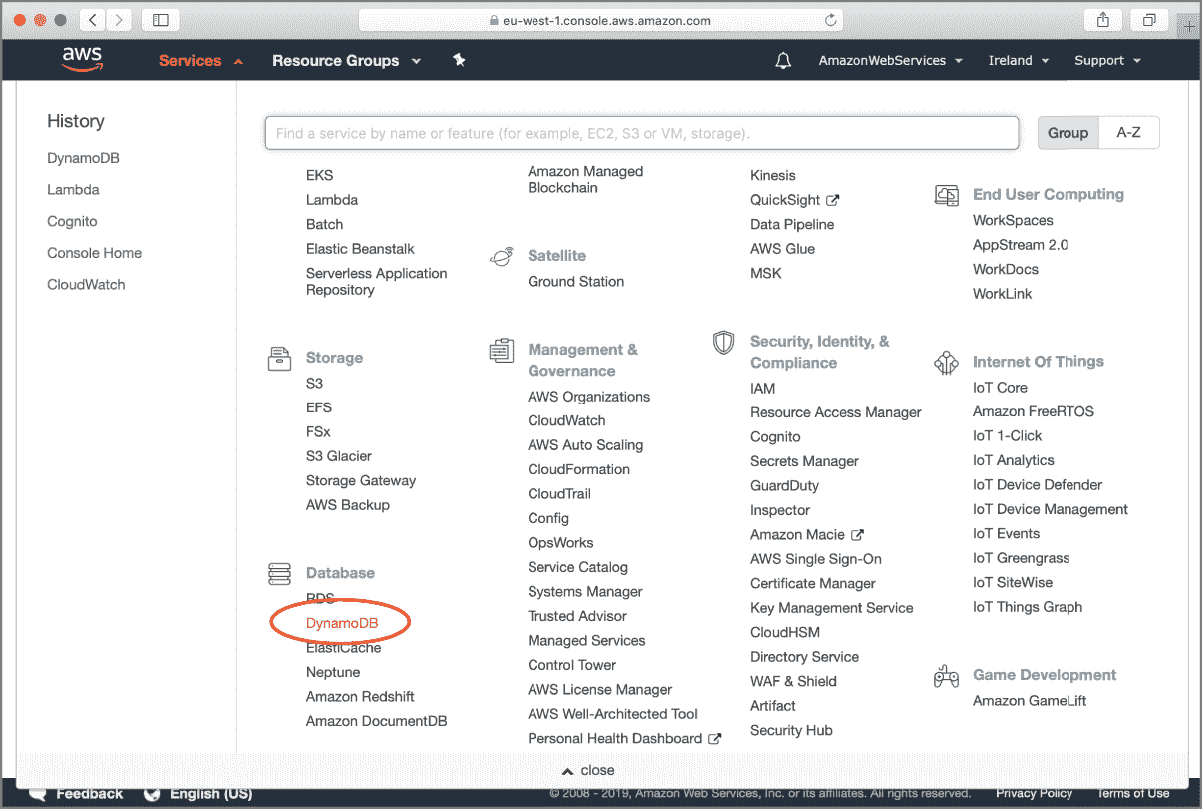 eu-west-1.console.aws.amazon.com
aws
Services
Resource Groups
AmazonWebServices
Ireland
Support
History
DynamoDB
Lambda
Cognito
Console Home
CloudWatch
Find a service by name or feature (for example, EC2, S3 or VM, storage).
Group
A-Z
EKS
Lambda
Batch
Elastic Beanstalk
Serverless Application
Repository
Storage
S3
EFS
FSx
S3 Glacier
Storage Gateway
AWS Backup
Database
RDS
DynamoDB
ElastiCache
Neptune
Amazon Redshift
Amazon DocumentDB
Amazon Managed
Blockchain
Satellite
Ground Station
Management &
Governance
AWS Organizations
CloudWatch
AWS Auto Scaling
CloudFormation
CloudTrail
Config
OpsWorks
Service Catalog
Systems Manager
Trusted Advisor
Managed Services
Control Tower
AWS License Manager
AWS Well-Architected Tool
Personal Health Dashboard
Kinesis
QuickSight
Data Pipeline
AWS Glue
MSK
Security, Identity, &
Compliance
IAM
Resource Access Manager
Cognito
Secrets Manager
GuardDuty
Inspector
Amazon Macie
AWS Single Sign-On
Certificate Manager
Key Management Service
CloudHSM
Directory Service
WAF & Shield
Artifact
Security Hub
End User Computing
WorkSpaces
AppStream 2.0
WorkDocs
WorkLink
Internet Of Things
IoT Core
Amazon FreeRTOS
IoT 1-Click
IoT Analytics
IoT Device Defender
IoT Device Management
IoT Events
IoT Greengrass
IoT SiteWise
IoT Things Graph
Game Development
Amazon GameLift
close
Feedback
English (US)
© 2008 - 2019, Amazon Web Services, Inc. or its affiliates. All rights reserved.
Privacy Policy
Terms of Use